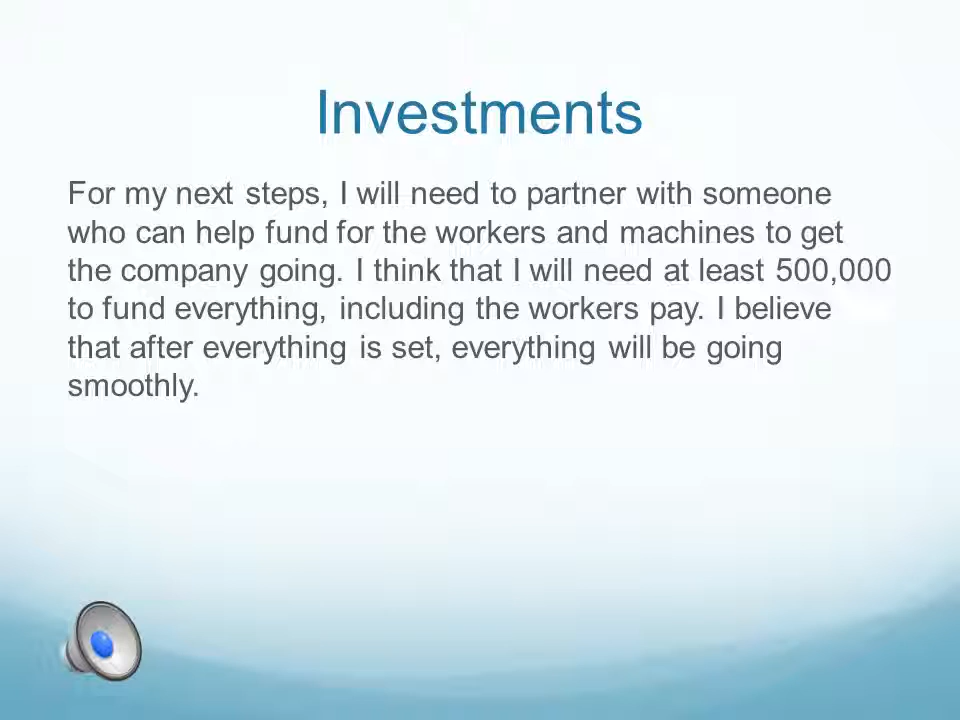 Investments
For my next steps, I will need to partner with someone
who can help fund for the workers and machines to get
the company going. I think that I will need at least 500,000
to fund everything, including the workers pay. I believe
that after everything is set, everything will be going
smoothly.